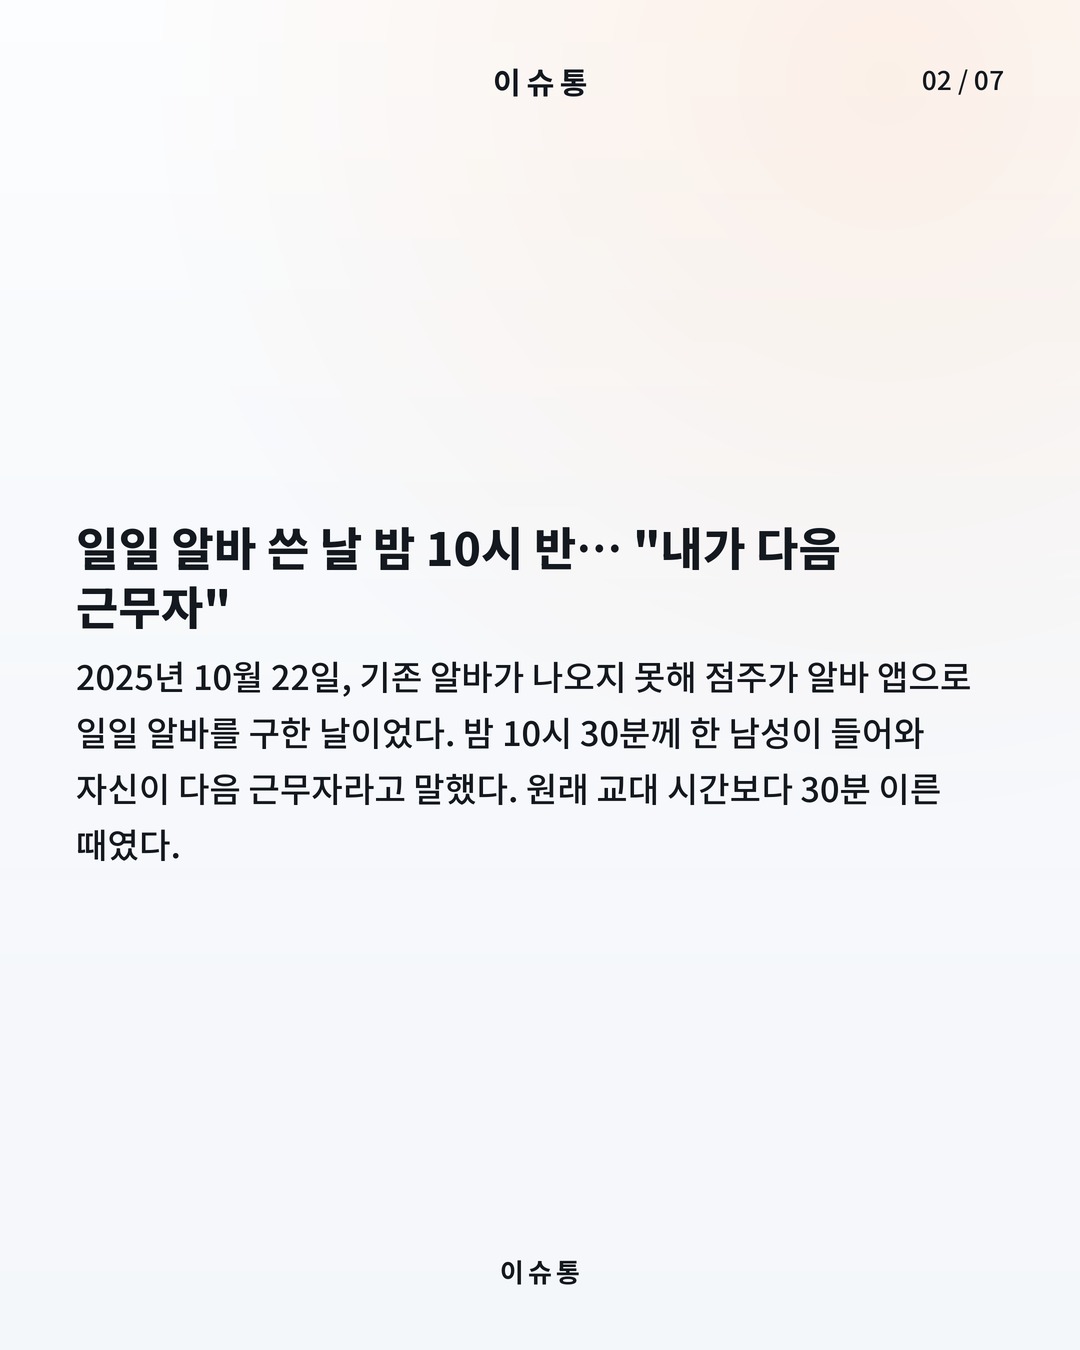 이슈통
02 / 07
일일 알바 쓴 날 밤 10시 반… "내가 다음
근무자"
2025년 10월 22일, 기존 알바가 나오지 못해 점주가 알바 앱으로
일일 알바를 구한 날이었다. 밤 10시 30분께 한 남성이 들어와
자신이 다음 근무자라고 말했다. 원래 교대 시간보다 30분 이른
때였다.
이슈통